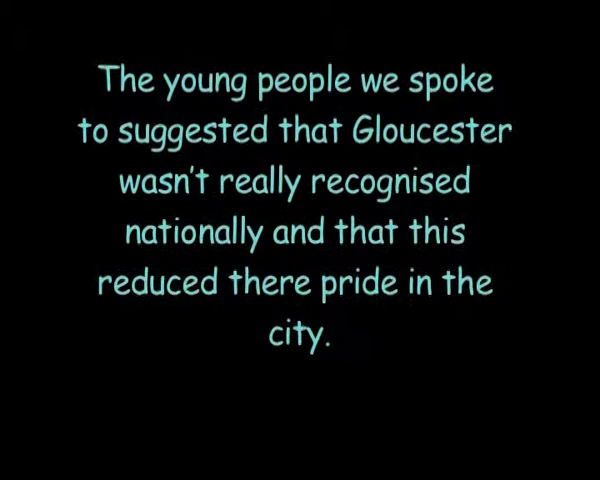 The young people we spoke
to suggested that Gloucester
wasn't really recognised
nationally and that this
reduced there pride in the
city.